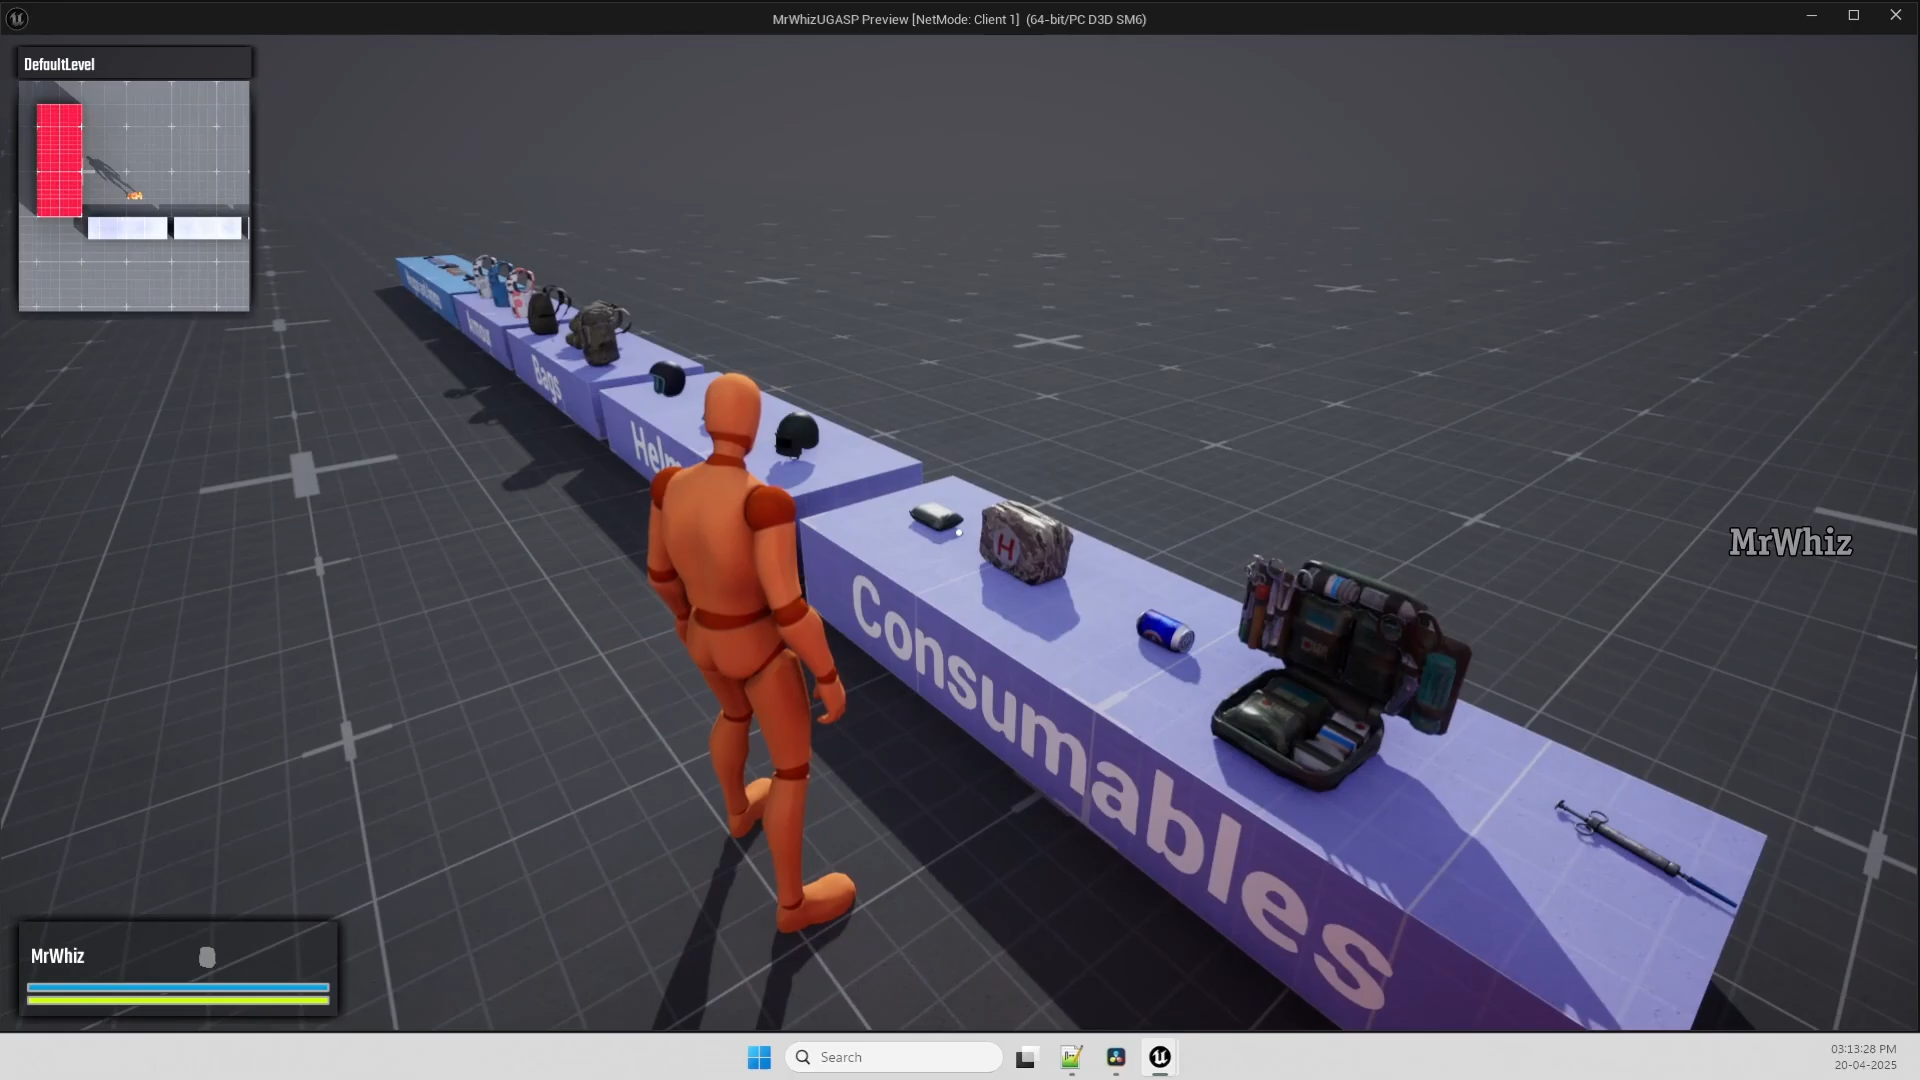 MrWhizUGASP Preview [NetMode: Client 1] (64-bit/PC D3D SM6)
DefaultLevel
Bags
Consumables
H
MrWhiz
MrWhiz
Search
03:13:28 PM
20-04-2025